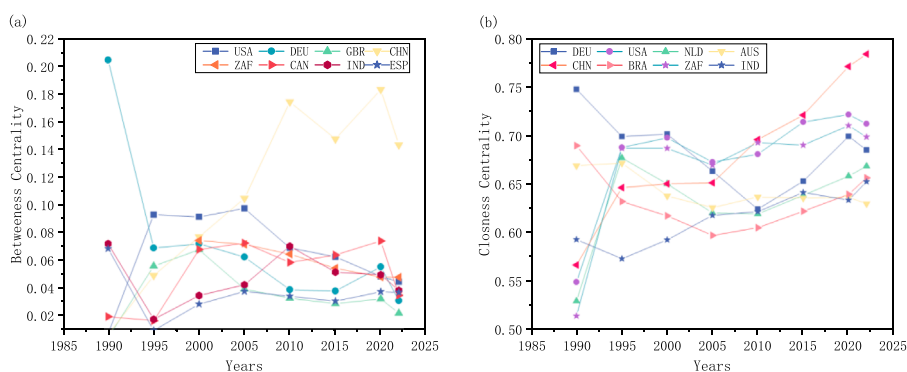 (a)
0.22
0.20
0.18
0.16
0.14
0.12
0.10
0.08
0.06
0.04
0.02
Betweeness Centrality
USA DEU GBR CHN
ZAF CAN IND ESP
1985 1990 1995 2000 2005 2010 2015 2020 2025
Years
(b)
0.80
0.75
0.70
0.65
0.60
0.55
0.50
Closness Centrality
DEU USA NLD AUS
CHN BRA ZAF IND
1985 1990 1995 2000 2005 2010 2015 2020 2025
Years